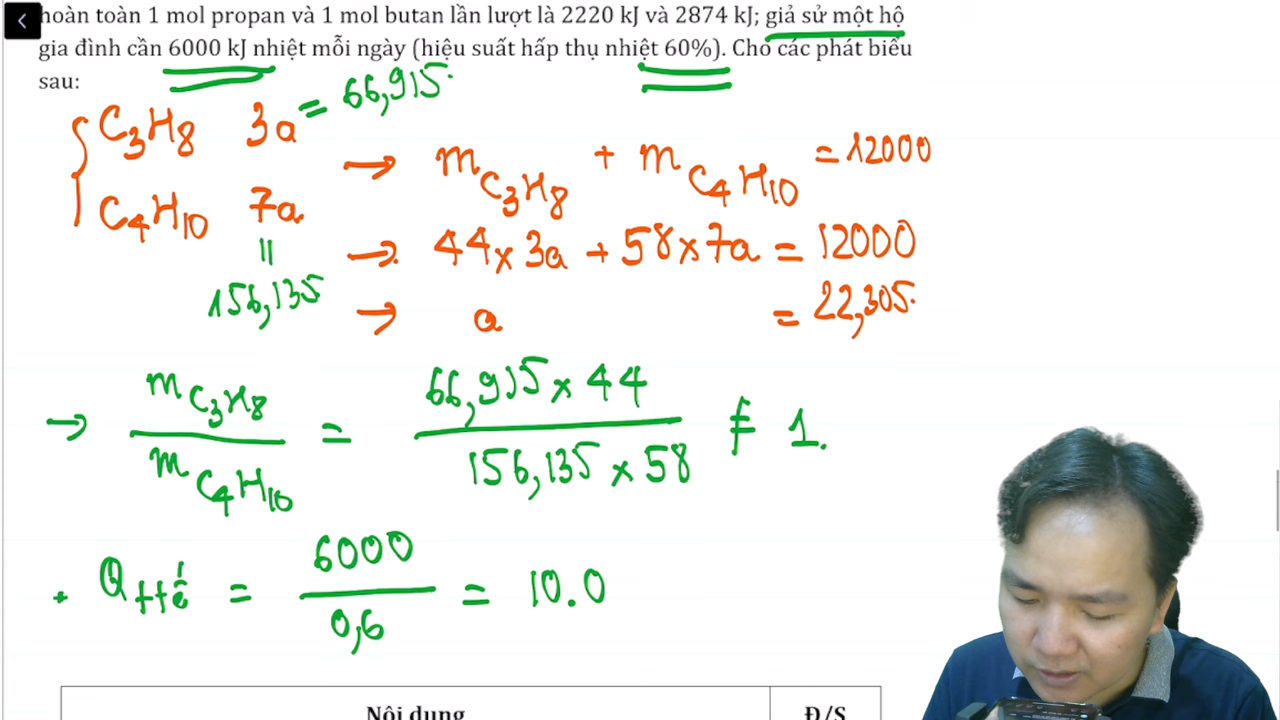 hoàn toàn 1 mol propan và 1 mol butan lần lượt là 2220 kJ và 2874 kJ; giả sử một hộ
gia đình cần 6000 kJ nhiệt mỗi ngày (hiệu suất hấp thụ nhiệt 60%). Cho các phát biểu
sau:
C3H8 3a = 66,915
→ mC3H8 + mC4H10 = 12000
C4H10 7a
→ 44 x 3a + 58 x 7a = 12000
156,135
→ a = 22,305
→ mC3H8 / mC4H10 = 66,915 x 44 / 156,135 x 58 ≠ 1.
+ Qttế = 6000 / 0,6 = 10.0
Nội dung Đ/S